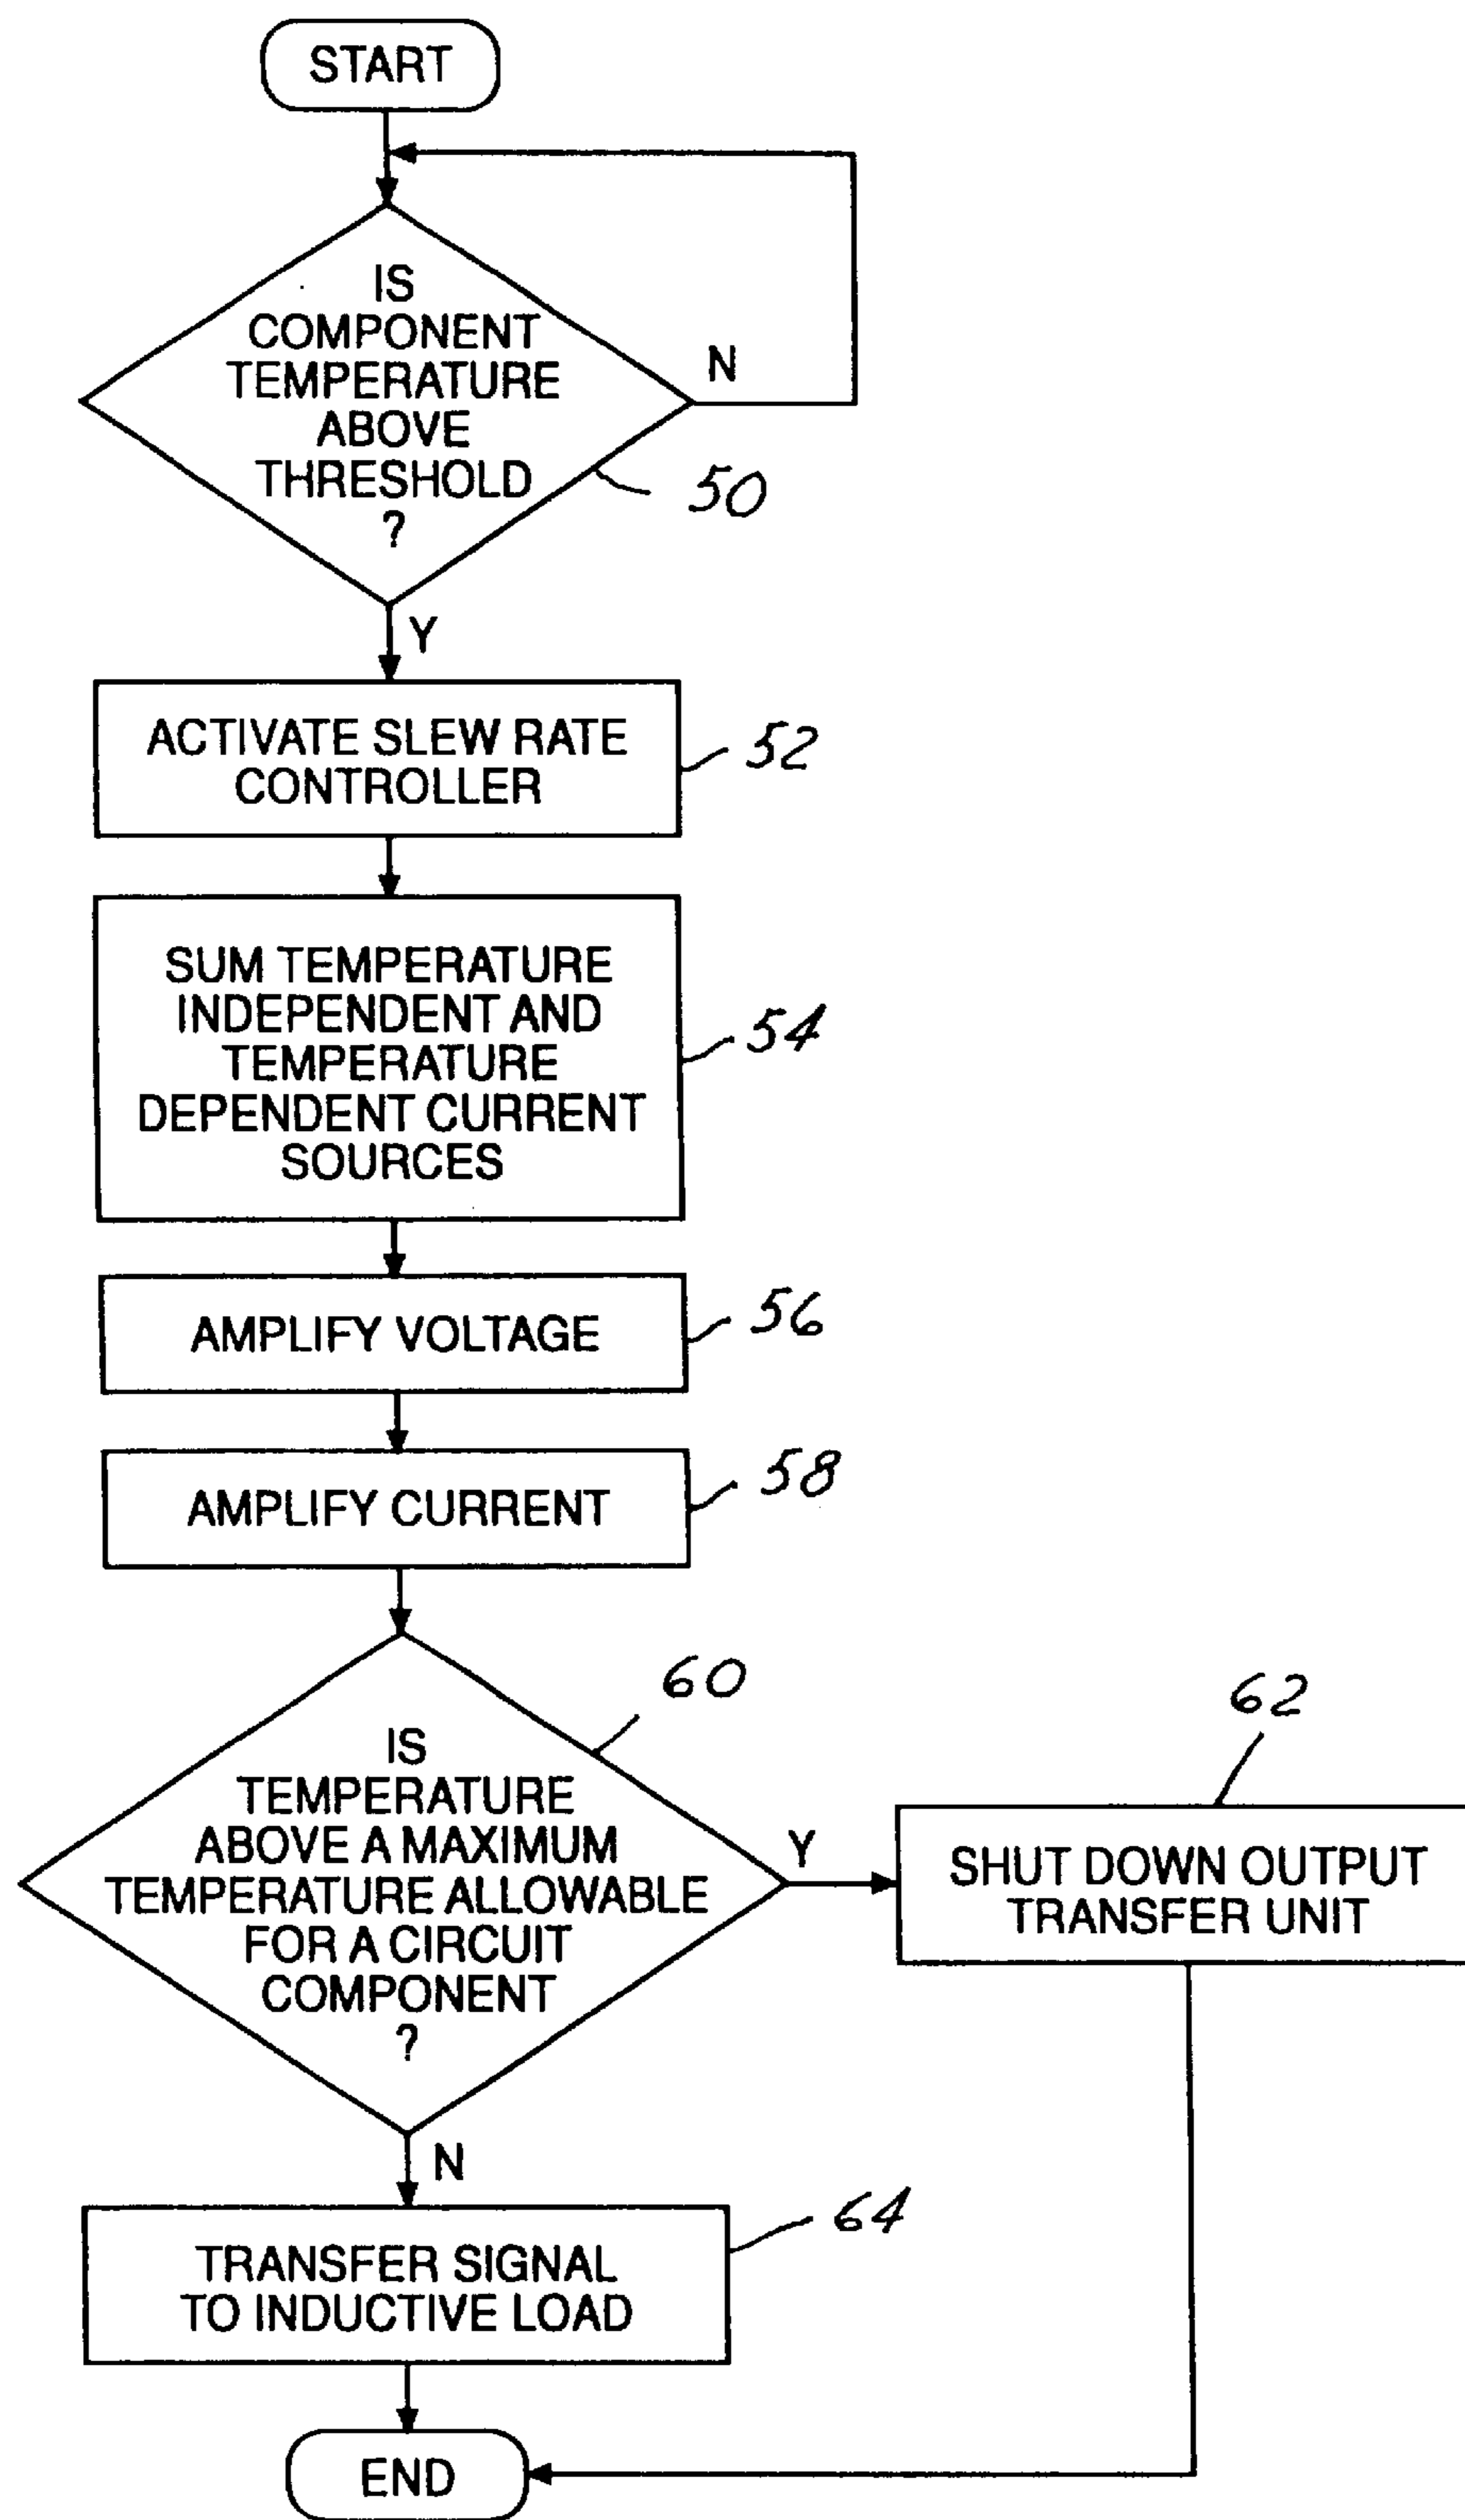 START
IS
COMPONENT
TEMPERATURE
ABOVE
THRESHOLD
?
N
50
Y
ACTIVATE SLEW RATE
CONTROLLER
52
SUM TEMPERATURE
INDEPENDENT AND
TEMPERATURE
DEPENDENT CURRENT
SOURCES
54
AMPLIFY VOLTAGE
56
AMPLIFY CURRENT
58
IS
TEMPERATURE
ABOVE A MAXIMUM
TEMPERATURE ALLOWABLE
FOR A CIRCUIT
COMPONENT
?
60
Y
62
SHUT DOWN OUTPUT
TRANSFER UNIT
N
TRANSFER SIGNAL
TO INDUCTIVE LOAD
64
END